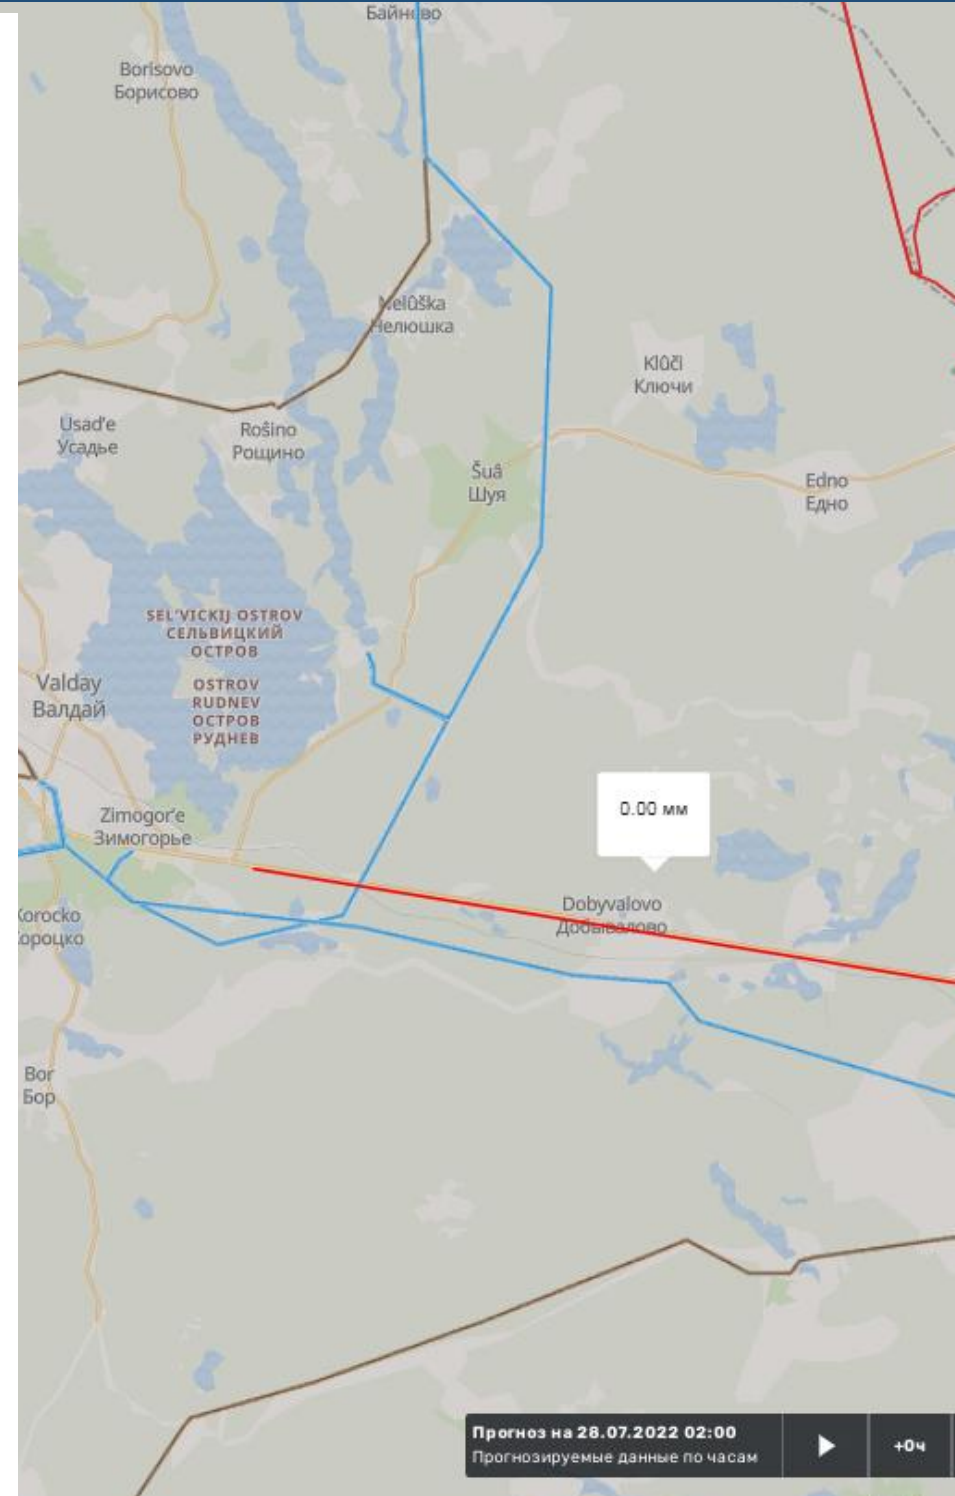 Байнево
Borisovo
Борисово
Nelûška
Нелюшка
Klûči
Ключи
Usad'e
Усадье
Rošino
Рощино
Šuâ
Шуя
Edno
Едно
SEL'VICKIJ OSTROV
СЕЛЬВИЦКИЙ
ОСТРОВ
OSTROV
RUDNEV
ОСТРОВ
РУДНЕВ
Valday
Валдай
Zimogor'e
Зимогорье
0.00 мм
Dobyvalovo
Добывалово
Korocko
Короцко
Bor
Бор
Прогноз на 28.07.2022 02:00
Прогнозируемые данные по часам
+0ч